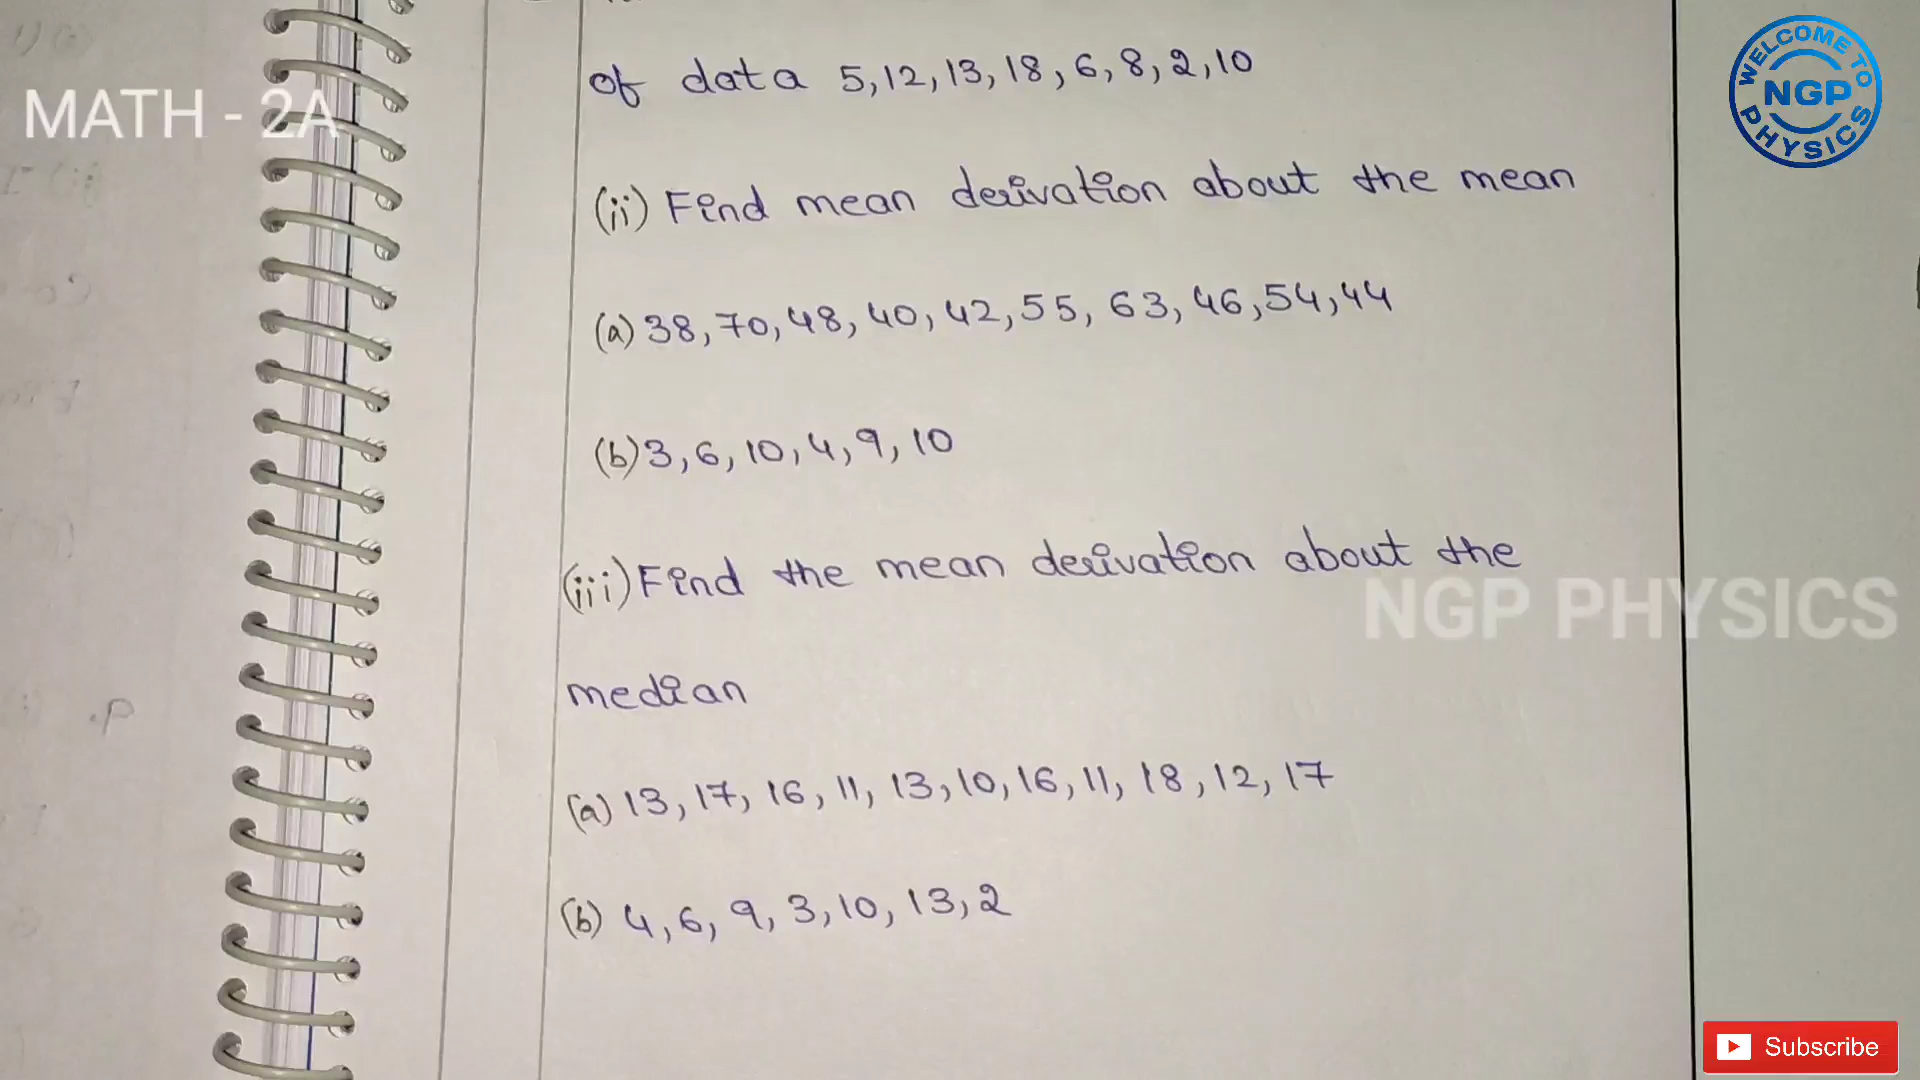 of data 5,12,13,18,6,8,2,10
MATH - 2A
WELCOME TO
NGP
PHYSICS
(ii) Find mean derivation about the mean
(a) 38,70,48,40,42,55,63,46,54,44
(b) 3,6,10,4,9,10
(iii) Find the mean derivation about the
NGP PHYSICS
median
(a) 13,17,16,11,13,10,16,11,18,12,17
(b) 4,6,9,3,10,13,2
Subscribe